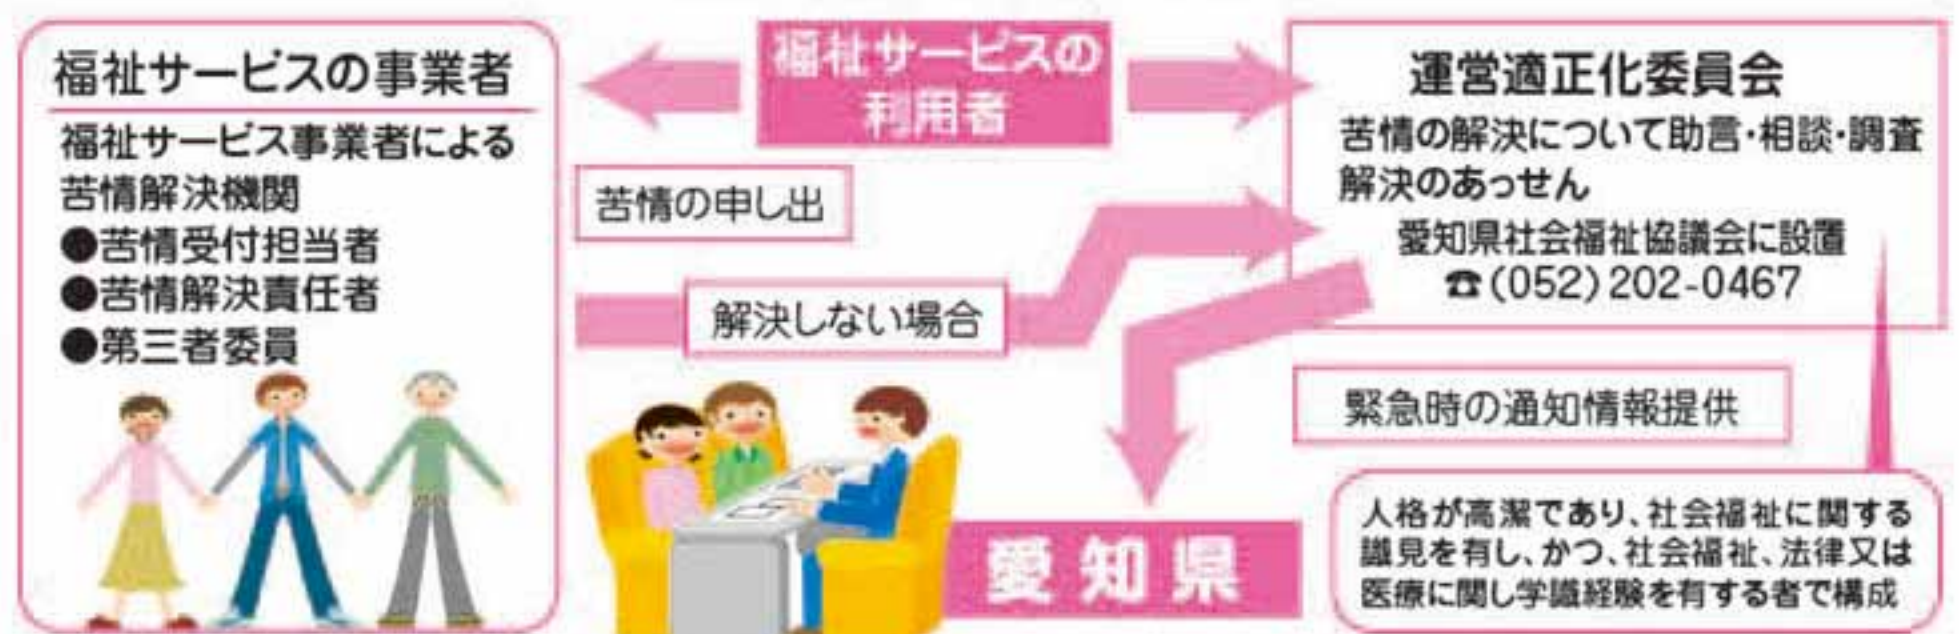 福祉サービスの事業者
福祉サービス事業者による
苦情解決機関
●苦情受付担当者
●苦情解決責任者
●第三者委員
福祉サービスの
利用者
苦情の申し出
解決しない場合
運営適正化委員会
苦情の解決について助言・相談・調査
解決のあっせん
愛知県社会福祉協議会に設置
☎(052)202-0467
緊急時の通知情報提供
愛知県
人格が高潔であり、社会福祉に関する
識見を有し、かつ、社会福祉、法律又は
医療に関し学識経験を有する者で構成